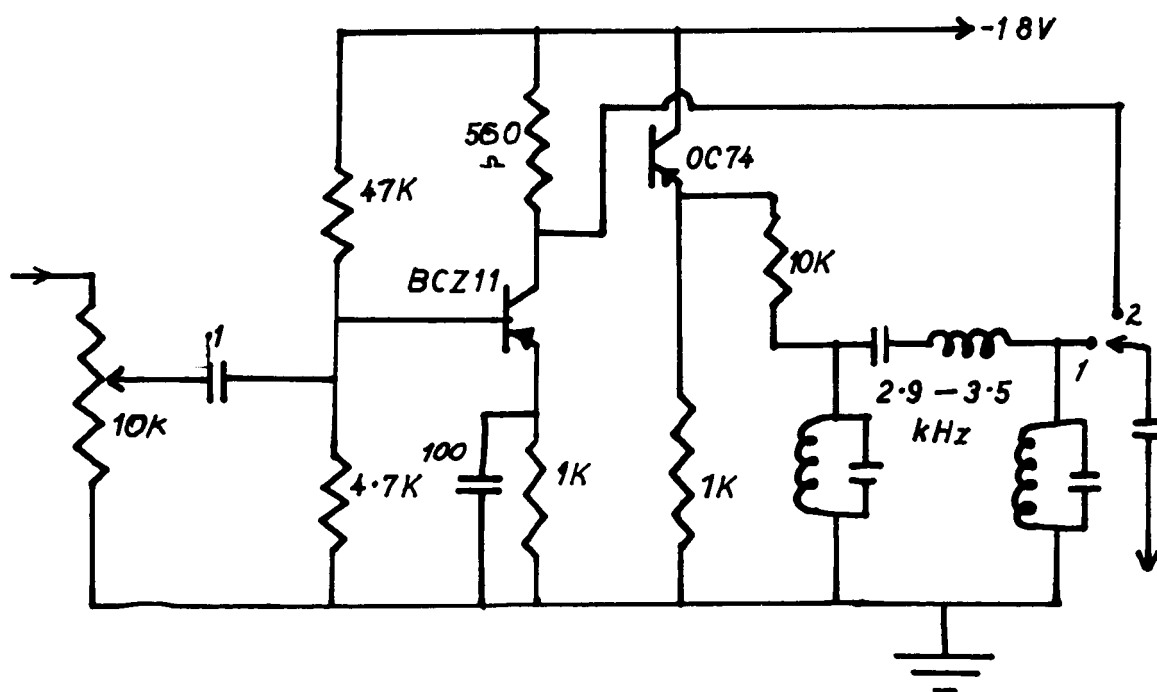 -18V
560
Ω
OC74
47K
10K
BCZ11
2
1
1
2.9 - 3.5
kHz
10K
100
4.7K
1K
1K